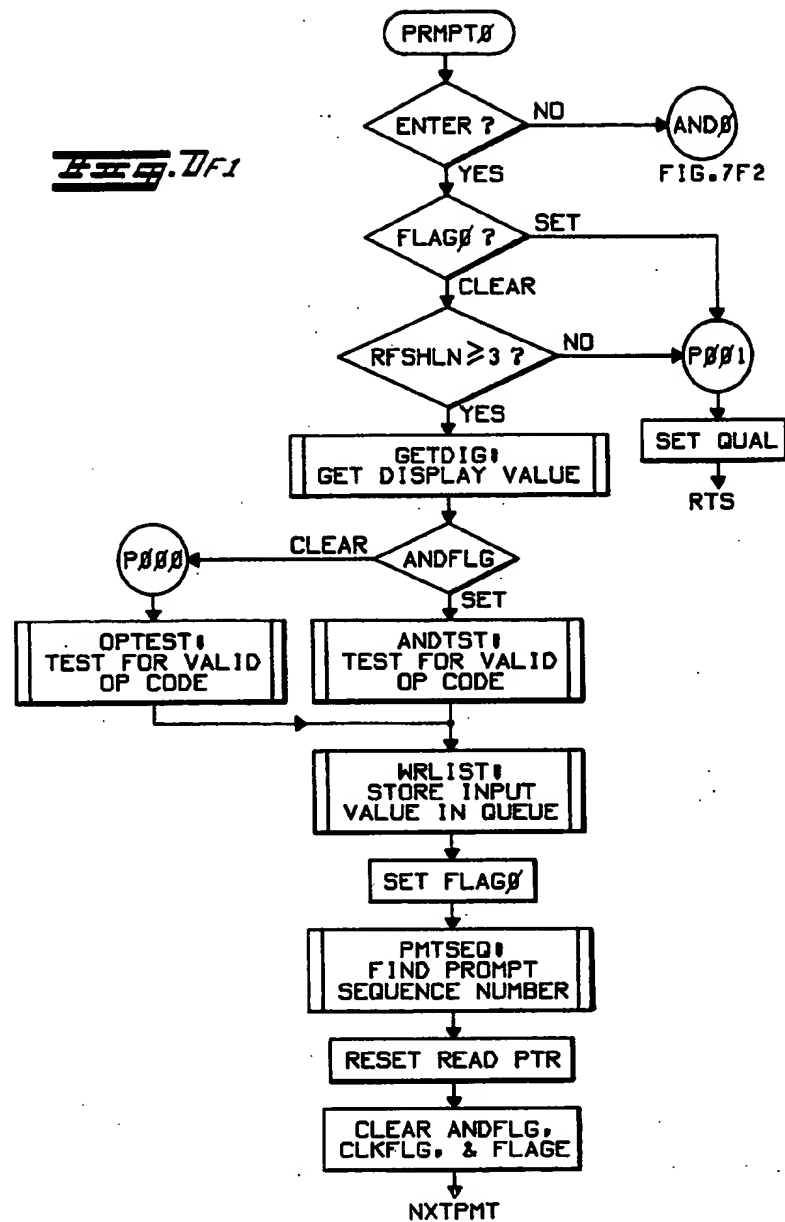 PRMPTØ
ENTER ?
NO
ANDØ
FIG.7F2
YES
Fig. 7F1
FLAGØ ?
SET
CLEAR
RFSHLN ≥ 3 ?
NO
PØØ1
YES
SET QUAL
RTS
GETDIG:
GET DISPLAY VALUE
ANDFLG
CLEAR
PØØØ
SET
OPTEST:
TEST FOR VALID
OP CODE
ANDTST:
TEST FOR VALID
OP CODE
WRLIST:
STORE INPUT
VALUE IN QUEUE
SET FLAGØ
PMTSEQ:
FIND PROMPT
SEQUENCE NUMBER
RESET READ PTR
CLEAR ANDFLG,
CLKFLG, & FLAGE
NXTPMT